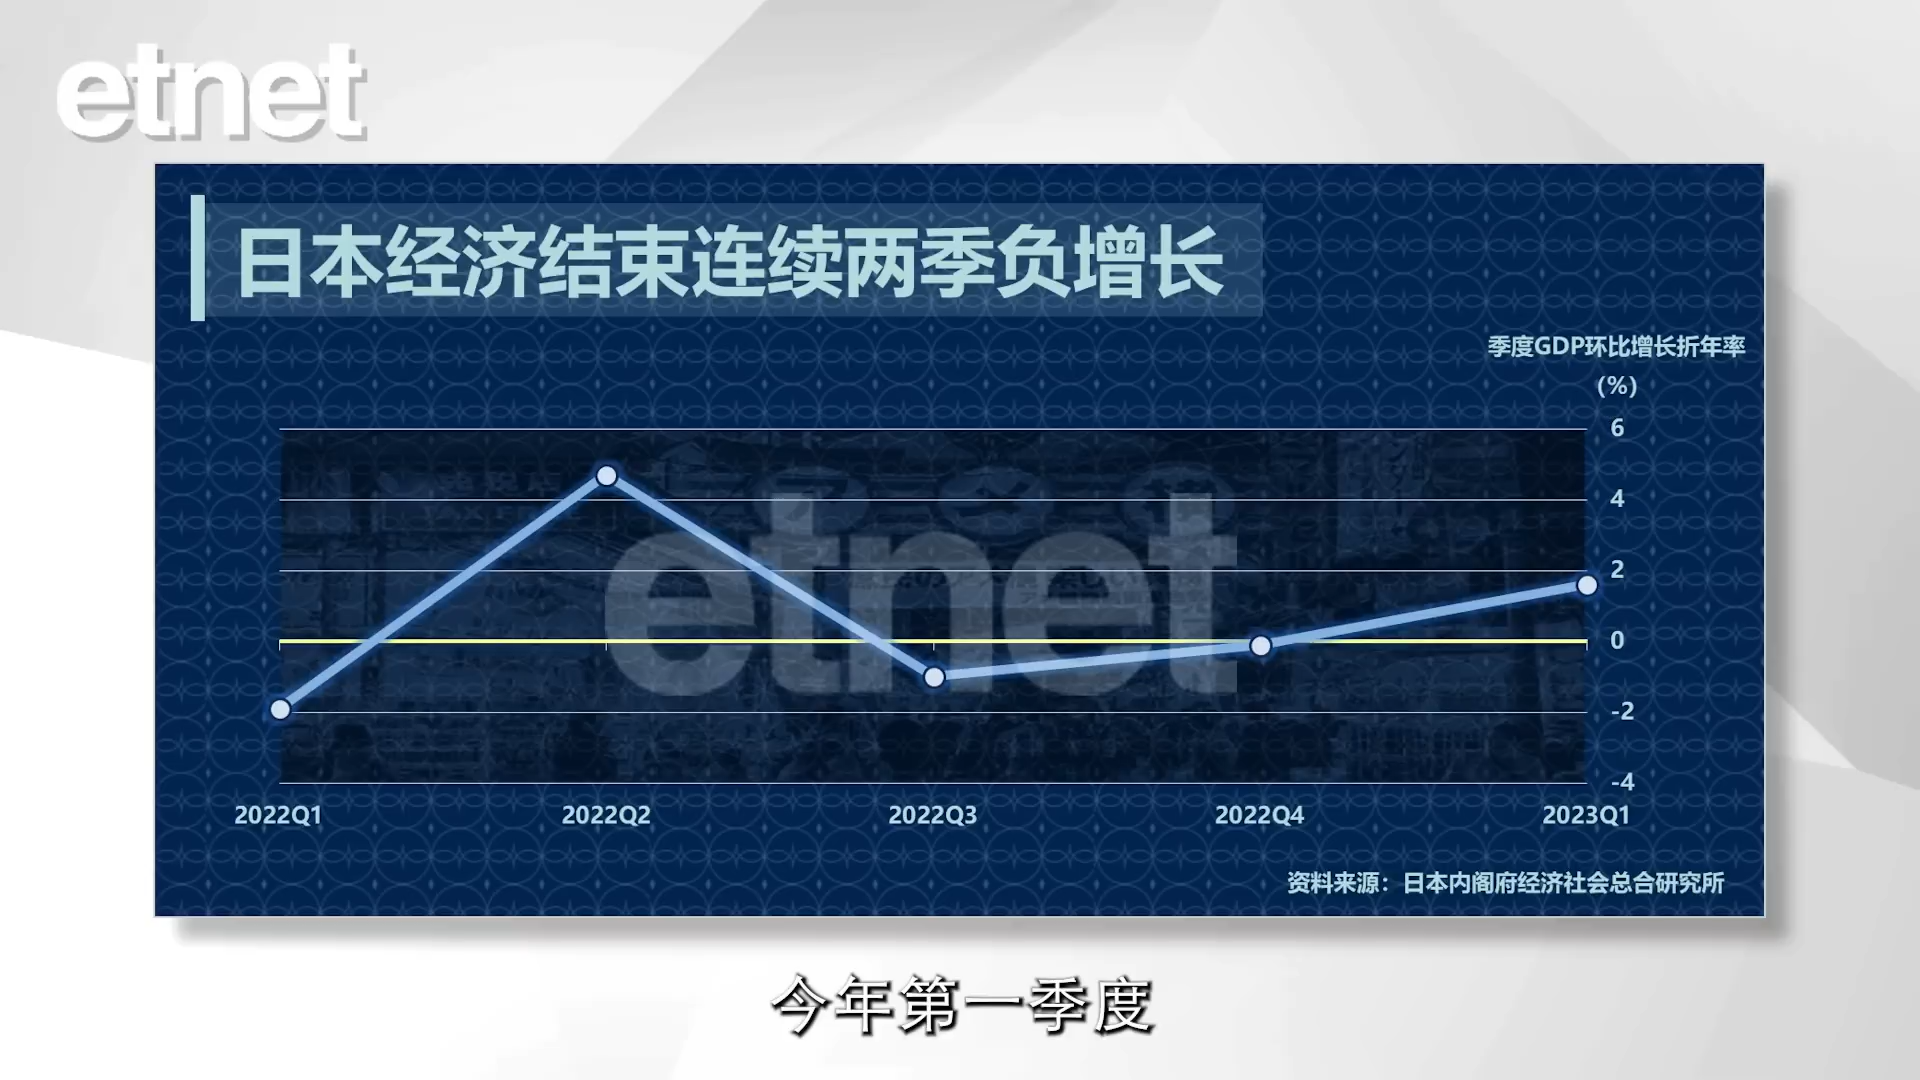 etnet
日本经济结束连续两季负增长
季度GDP环比增长折年率
(%)
6
4
2
0
-2
-4
etnet
2022Q1 2022Q2 2022Q3 2022Q4 2023Q1
资料来源：日本内阁府经济社会总合研究所
今年第一季度